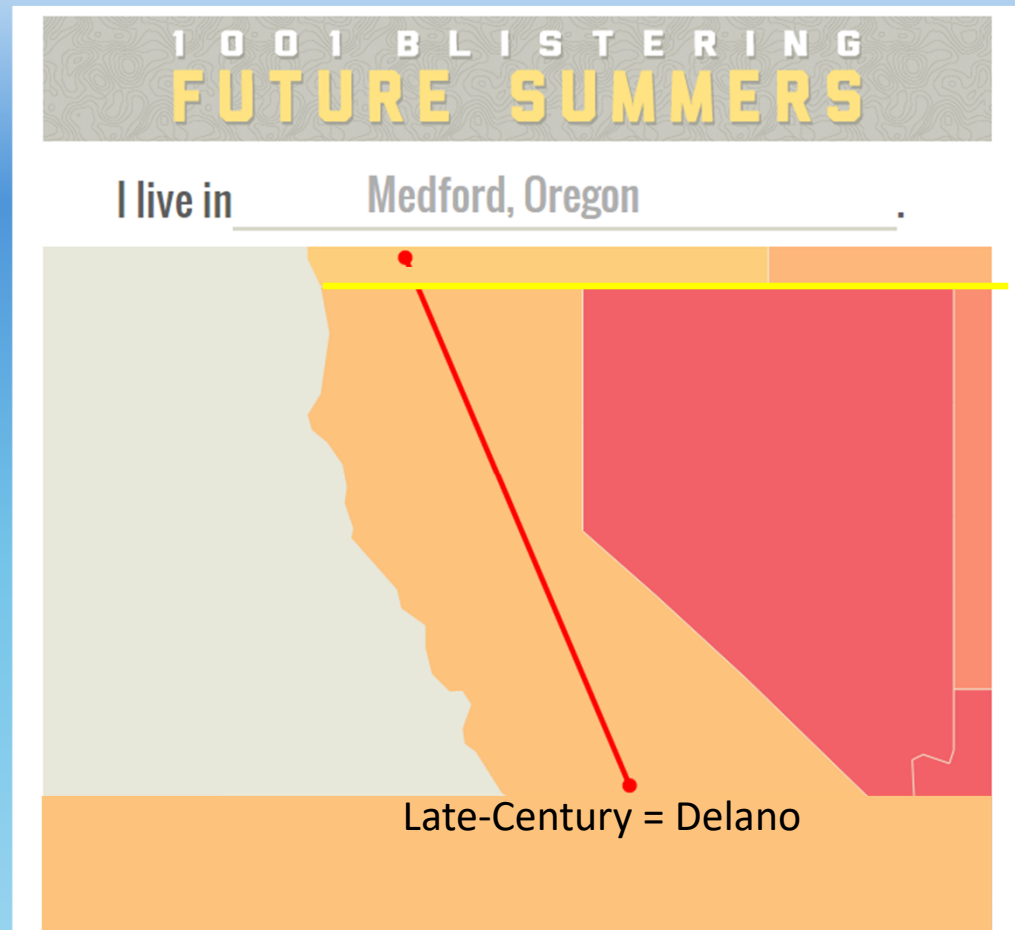 1001 BLISTERING
FUTURE SUMMERS
I live in Medford, Oregon.
Late-Century = Delano